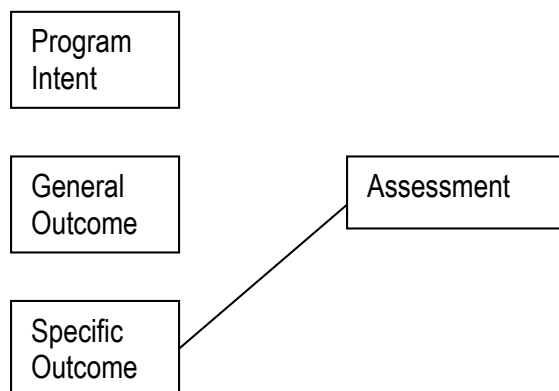 Program
Intent
General
Outcome
Assessment
Specific
Outcome